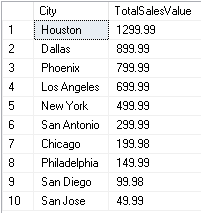 City TotalSalesValue
1 Houston 1299.99
2 Dallas 899.99
3 Phoenix 799.99
4 Los Angeles 699.99
5 New York 499.99
6 San Antonio 299.99
7 Chicago 199.98
8 Philadelphia 149.99
9 San Diego 99.98
10 San Jose 49.99